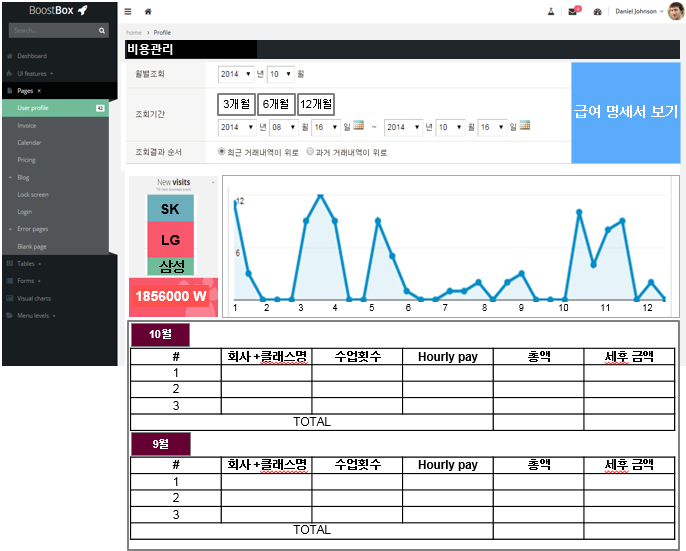 BoostBox
Search...
Dashboard
UI features
Pages
User profile
42
Invoice
Calendar
Pricing
Blog
Lock screen
Login
Error pages
Blank page
Tables
Forms
Visual charts
Menu levels
Daniel Johnson
home > Profile
비용관리
월별조회 2014 년 10 월
조회기간 3개월 6개월 12개월
2014 년 08 월 16 일 ~ 2014 년 10 월 16 일
조회결과 순서 최근 거래내역이 위로 과거 거래내역이 위로
급여 명세서 보기
New visits
SK
LG
삼성
1856000 W
12
6
1 2 3 4 5 6 7 8 9 10 11 12
10월
# 회사 +클래스명 수업횟수 Hourly pay 총액 세후 금액
1
2
3
TOTAL
9월
# 회사 +클래스명 수업횟수 Hourly pay 총액 세후 금액
1
2
3
TOTAL